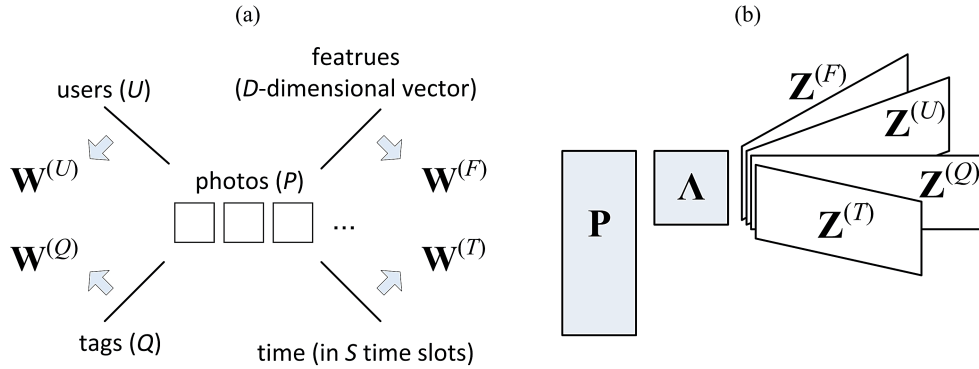 (a)
users (U)
featrues
(D-dimensional vector)
W(U)
W(F)
photos (P)
...
W(Q)
W(T)
tags (Q)
time (in S time slots)
(b)
Z(F)
Z(U)
Z(Q)
Z(T)
P
Λ